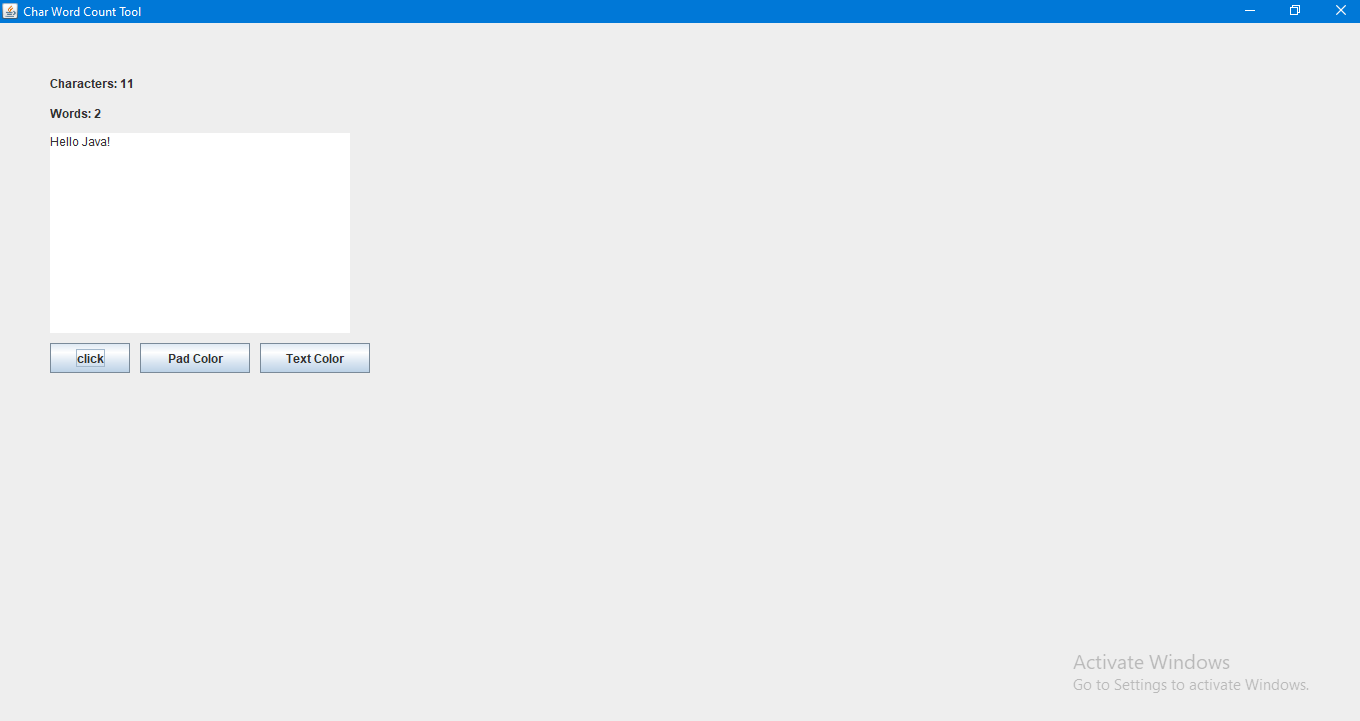 Char Word Count Tool
Characters: 11
Words: 2
Hello Java!
click Pad Color Text Color
Activate Windows
Go to Settings to activate Windows.